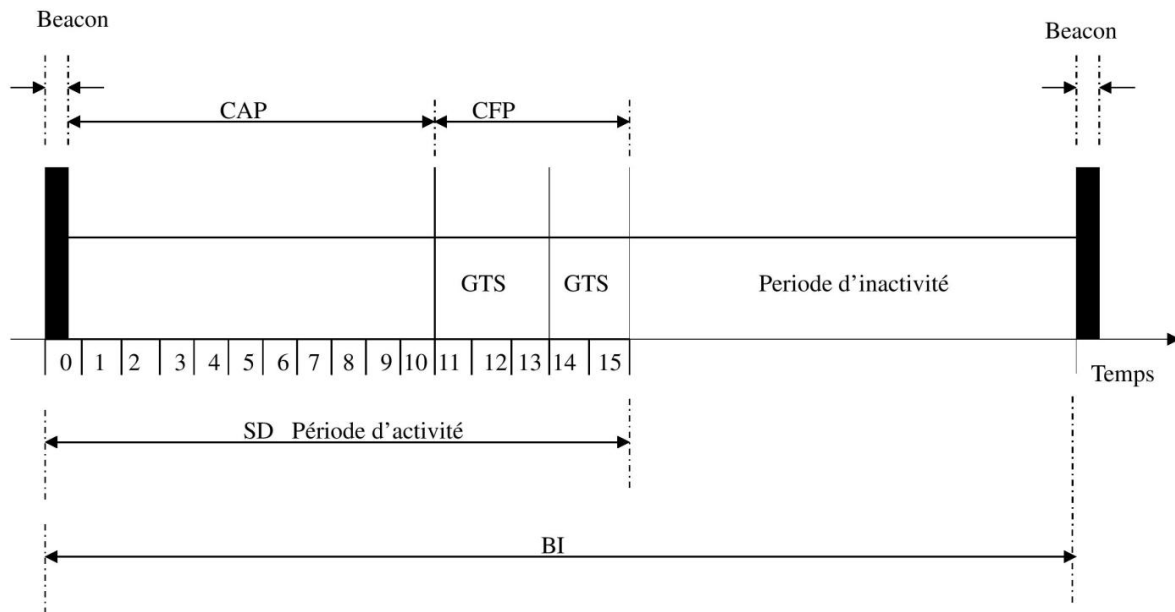 Beacon
Beacon
CAP
CFP
GTS
GTS
Periode d'inactivité
0 1 2 3 4 5 6 7 8 9 10 11 12 13 14 15
Temps
SD Période d'activité
BI